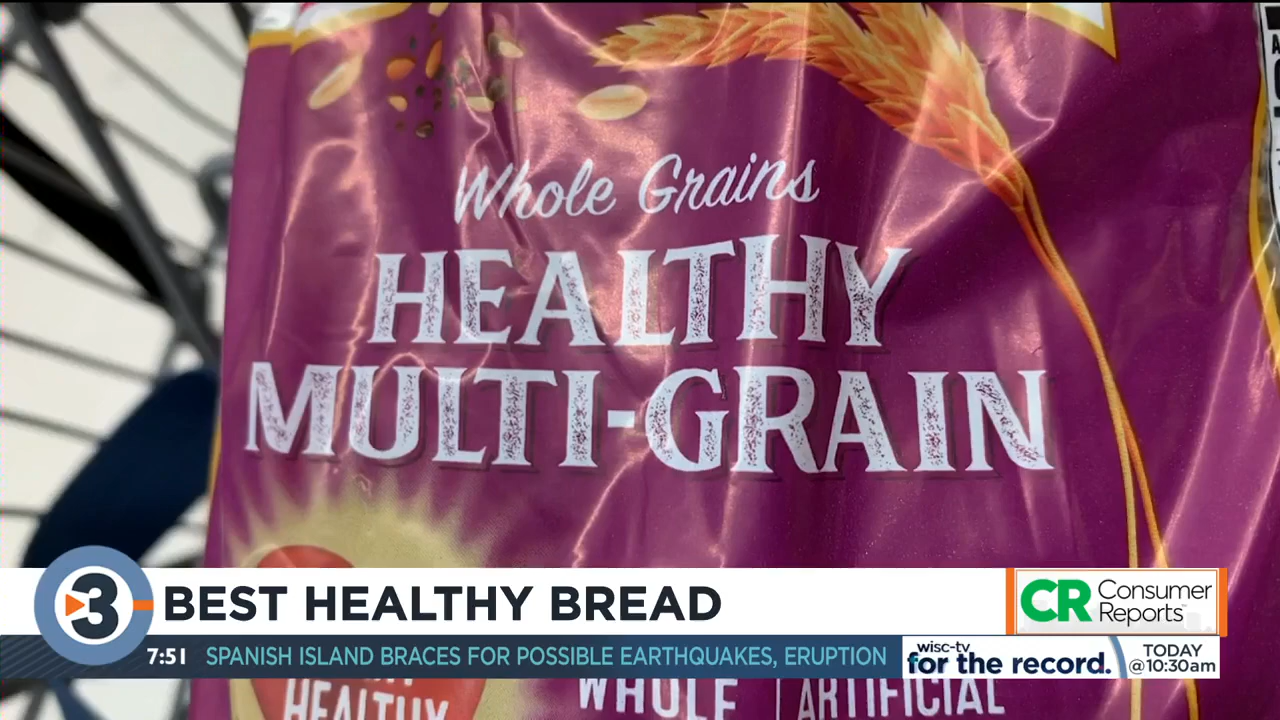 Whole Grains
HEALTHY
MULTI-GRAIN
3
BEST HEALTHY BREAD
CR Consumer
Reports
7:51 SPANISH ISLAND BRACES FOR POSSIBLE EARTHQUAKES, ERUPTION
wisc-tv
for the record.
TODAY
@10:30am
HEALTHY
WHOLE
ARTIFICIAL